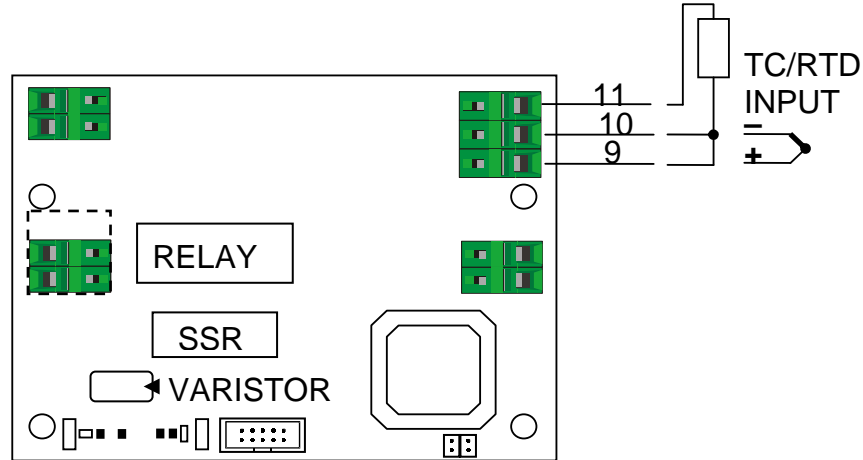 TC/RTD
INPUT
11
10
9
−
+
RELAY
SSR
VARISTOR